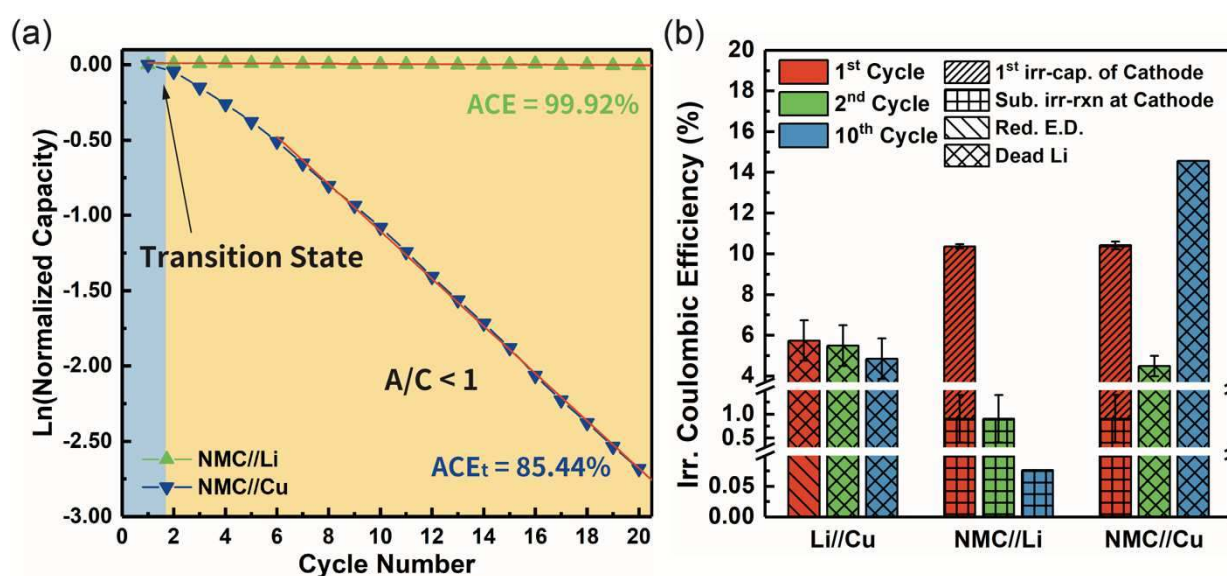 (a)
0.00
-0.50
-1.00
-1.50
-2.00
-2.50
-3.00
Ln(Normalized Capacity)
ACE = 99.92%
Transition State
A/C < 1
ACEt = 85.44%
NMC//Li
NMC//Cu
0 2 4 6 8 10 12 14 16 18 20
Cycle Number
(b)
20
18
16
14
12
10
8
6
4
1.0
0.5
0.05
0.00
Irr. Coulombic Efficiency (%)
1st Cycle
2nd Cycle
10th Cycle
1st irr-cap. of Cathode
Sub. irr-rxn at Cathode
Red. E.D.
Dead Li
Li//Cu NMC//Li NMC//Cu